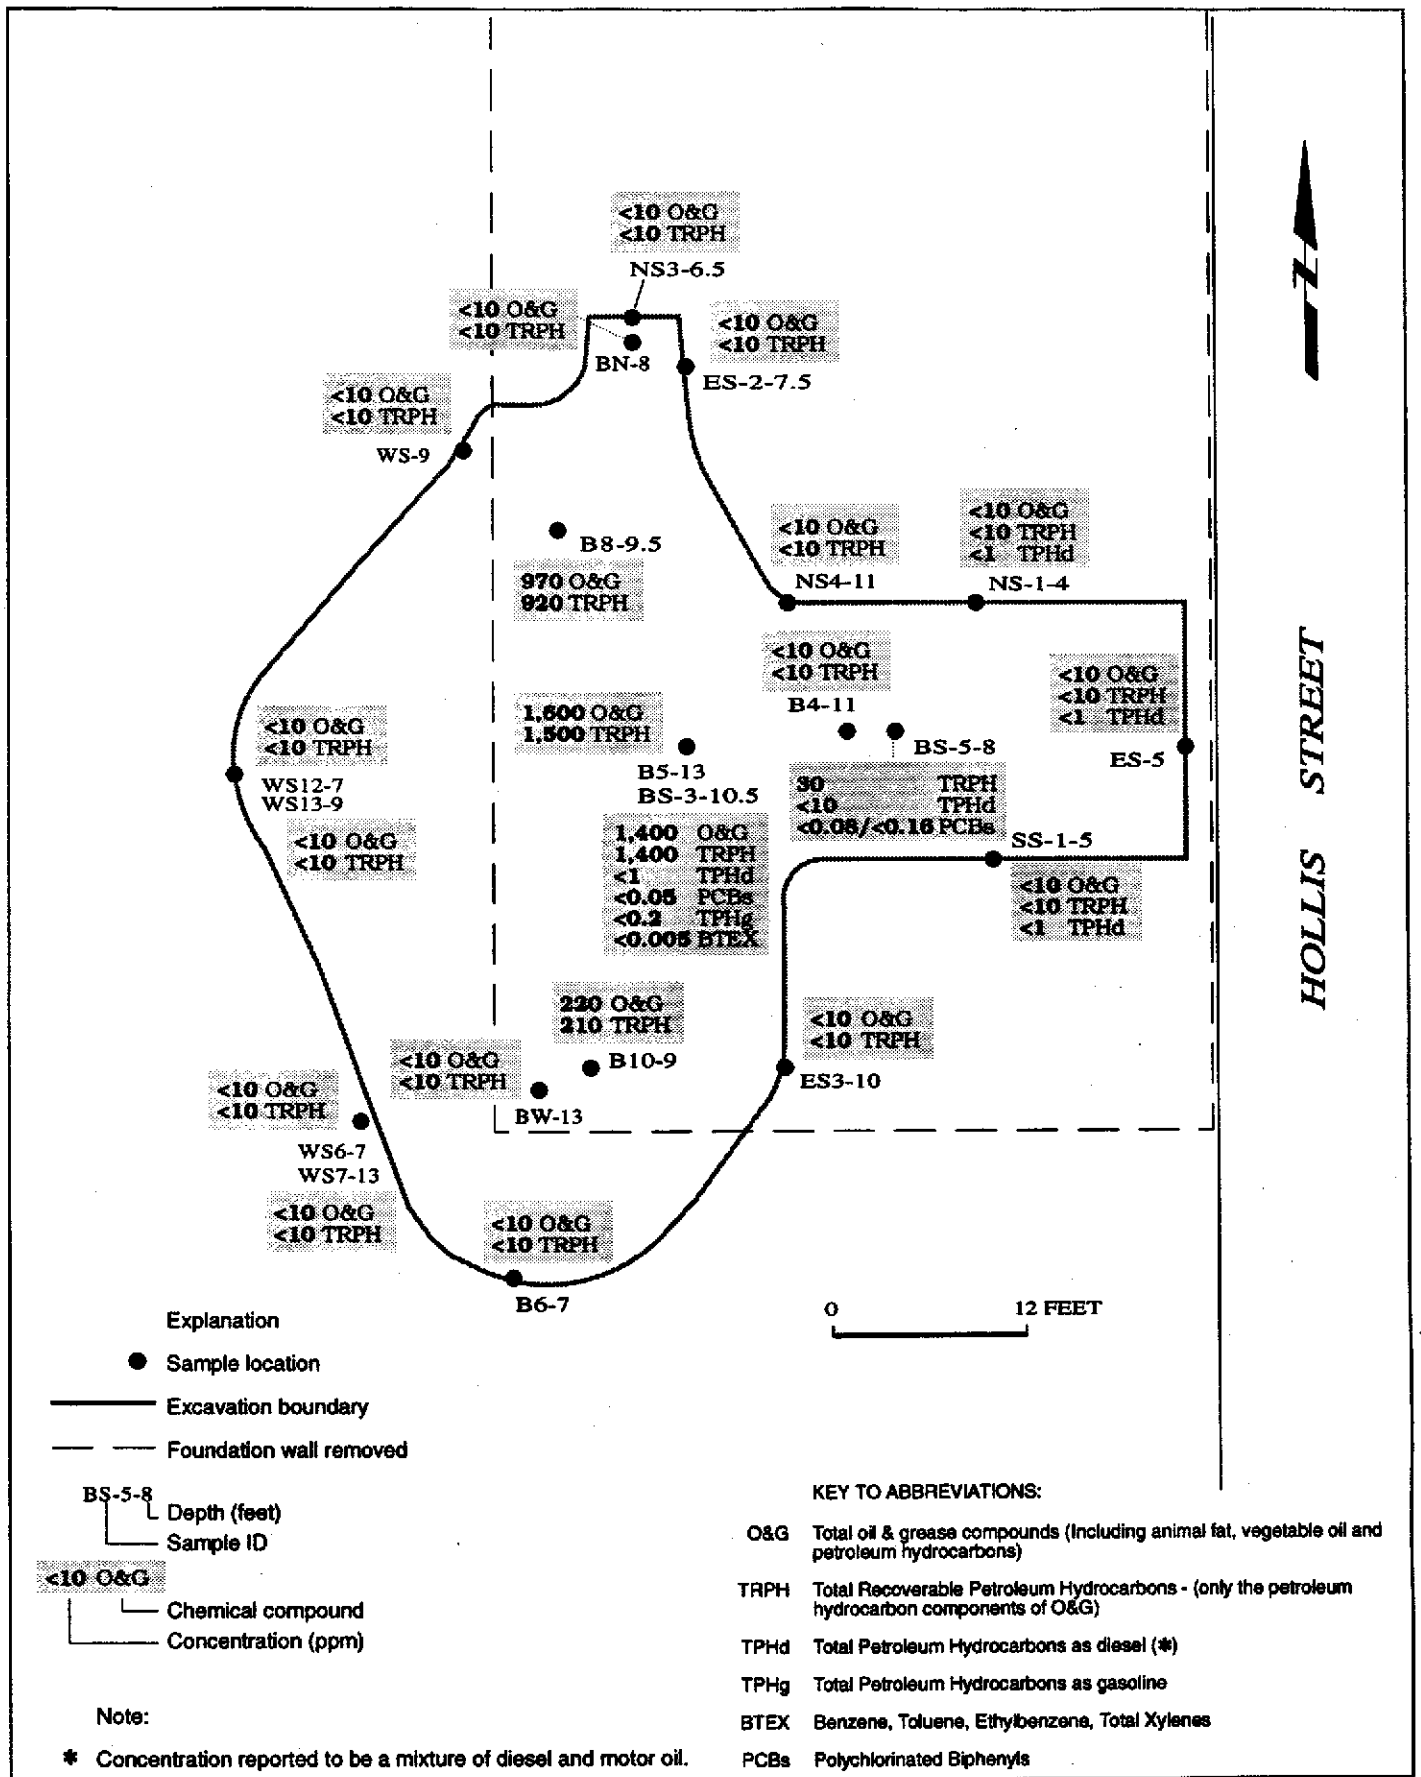 <10 O&G
<10 TRPH
NS3-6.5
<10 O&G
<10 TRPH
BN-8
<10 O&G
<10 TRPH
ES-2-7.5
<10 O&G
<10 TRPH
WS-9
B8-9.5
970 O&G
920 TRPH
<10 O&G
<10 TRPH
NS4-11
<10 O&G
<10 TRPH
<1 TPHd
NS-1-4
<10 O&G
<10 TRPH
B4-11
<10 O&G
<10 TRPH
<1 TPHd
ES-5
HOLLIS STREET
<10 O&G
<10 TRPH
WS12-7
WS13-9
<10 O&G
<10 TRPH
1,600 O&G
1,500 TRPH
B5-13
BS-3-10.5
1,400 O&G
1,400 TRPH
<1 TPHd
<0.05 PCBs
<0.2 TPHg
<0.005 BTEX
BS-5-8
30 TRPH
<10 TPHd
<0.08/<0.16 PCBs
SS-1-5
<10 O&G
<10 TRPH
<1 TPHd
220 O&G
210 TRPH
B10-9
<10 O&G
<10 TRPH
BW-13
<10 O&G
<10 TRPH
ES3-10
<10 O&G
<10 TRPH
WS6-7
WS7-13
<10 O&G
<10 TRPH
<10 O&G
<10 TRPH
B6-7
0 12 FEET
Explanation
Sample location
Excavation boundary
Foundation wall removed
BS-5-8
Depth (feet)
Sample ID
<10 O&G
Chemical compound
Concentration (ppm)
Note:
* Concentration reported to be a mixture of diesel and motor oil.
KEY TO ABBREVIATIONS:
O&G Total oil & grease compounds (Including animal fat, vegetable oil and
petroleum hydrocarbons)
TRPH Total Recoverable Petroleum Hydrocarbons - (only the petroleum
hydrocarbon components of O&G)
TPHd Total Petroleum Hydrocarbons as diesel (*)
TPHg Total Petroleum Hydrocarbons as gasoline
BTEX Benzene, Toluene, Ethylbenzene, Total Xylenes
PCBs Polychlorinated Biphenyls